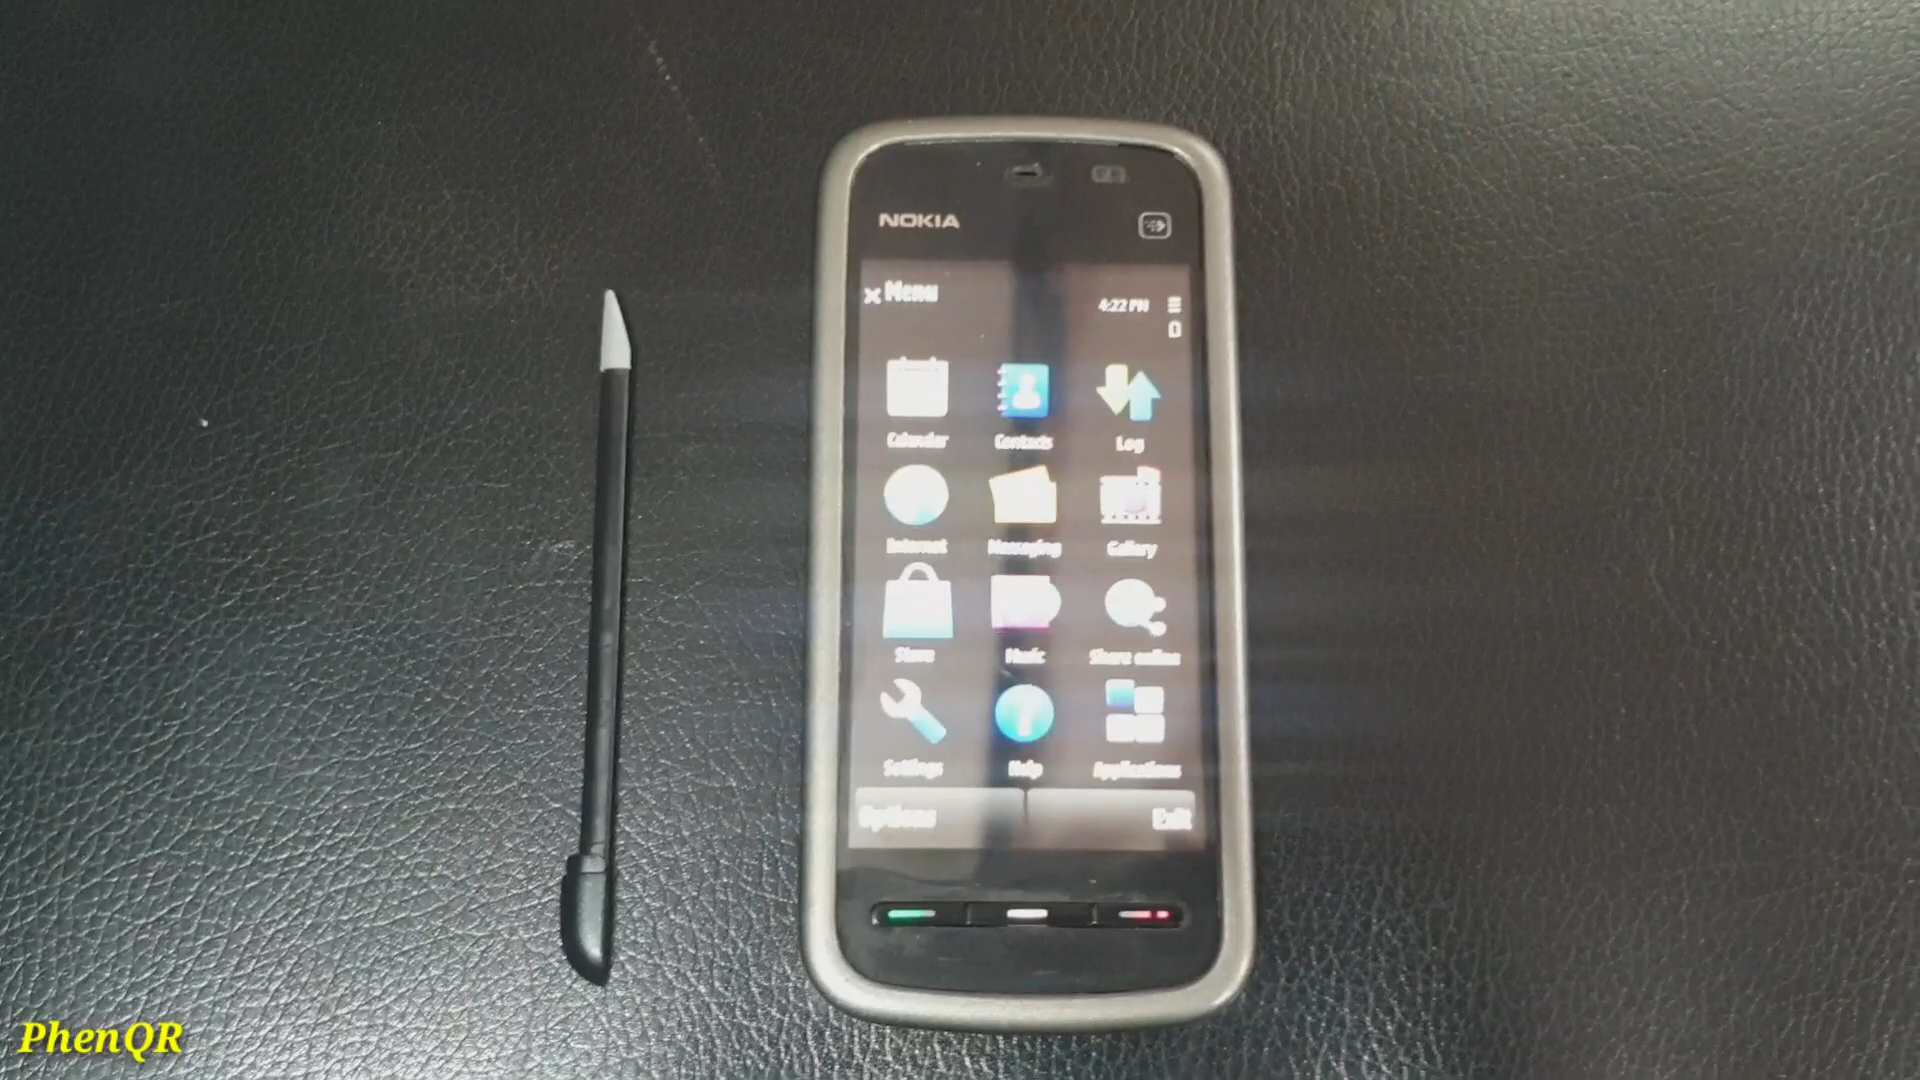 NOKIA
Menu
4:22 PM
Calendar Contacts Log
Internet Messaging Gallery
Store Music Share online
Settings Help Applications
Options Exit
PhenQR